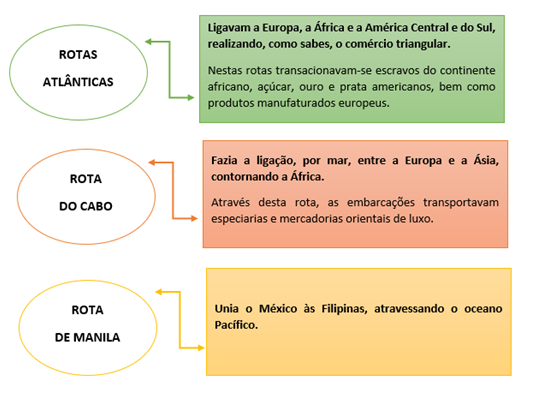 ROTAS
ATLÂNTICAS
Ligavam a Europa, a África e a América Central e do Sul,
realizando, como sabes, o comércio triangular.
Nestas rotas transacionavam-se escravos do continente
africano, açúcar, ouro e prata americanos, bem como
produtos manufaturados europeus.
ROTA
DO CABO
Fazia a ligação, por mar, entre a Europa e a Ásia,
contornando a África.
Através desta rota, as embarcações transportavam
especiarias e mercadorias orientais de luxo.
ROTA
DE MANILA
Unia o México às Filipinas, atravessando o oceano
Pacífico.